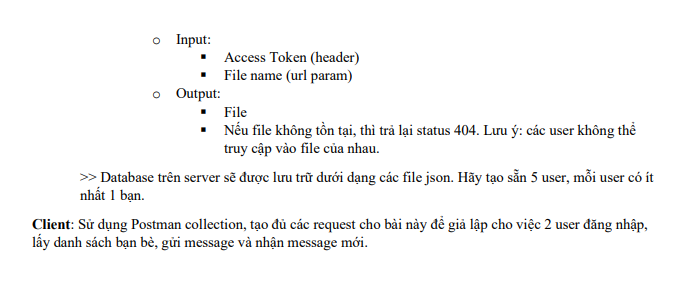 o Input:
▪ Access Token (header)
▪ File name (url param)
o Output:
▪ File
▪ Nếu file không tồn tại, thì trả lại status 404. Lưu ý: các user không thể
truy cập vào file của nhau.
>> Database trên server sẽ được lưu trữ dưới dạng các file json. Hãy tạo sẵn 5 user, mỗi user có ít
nhất 1 bạn.
Client: Sử dụng Postman collection, tạo đủ các request cho bài này để giả lập cho việc 2 user đăng nhập,
lấy danh sách bạn bè, gửi message và nhận message mới.